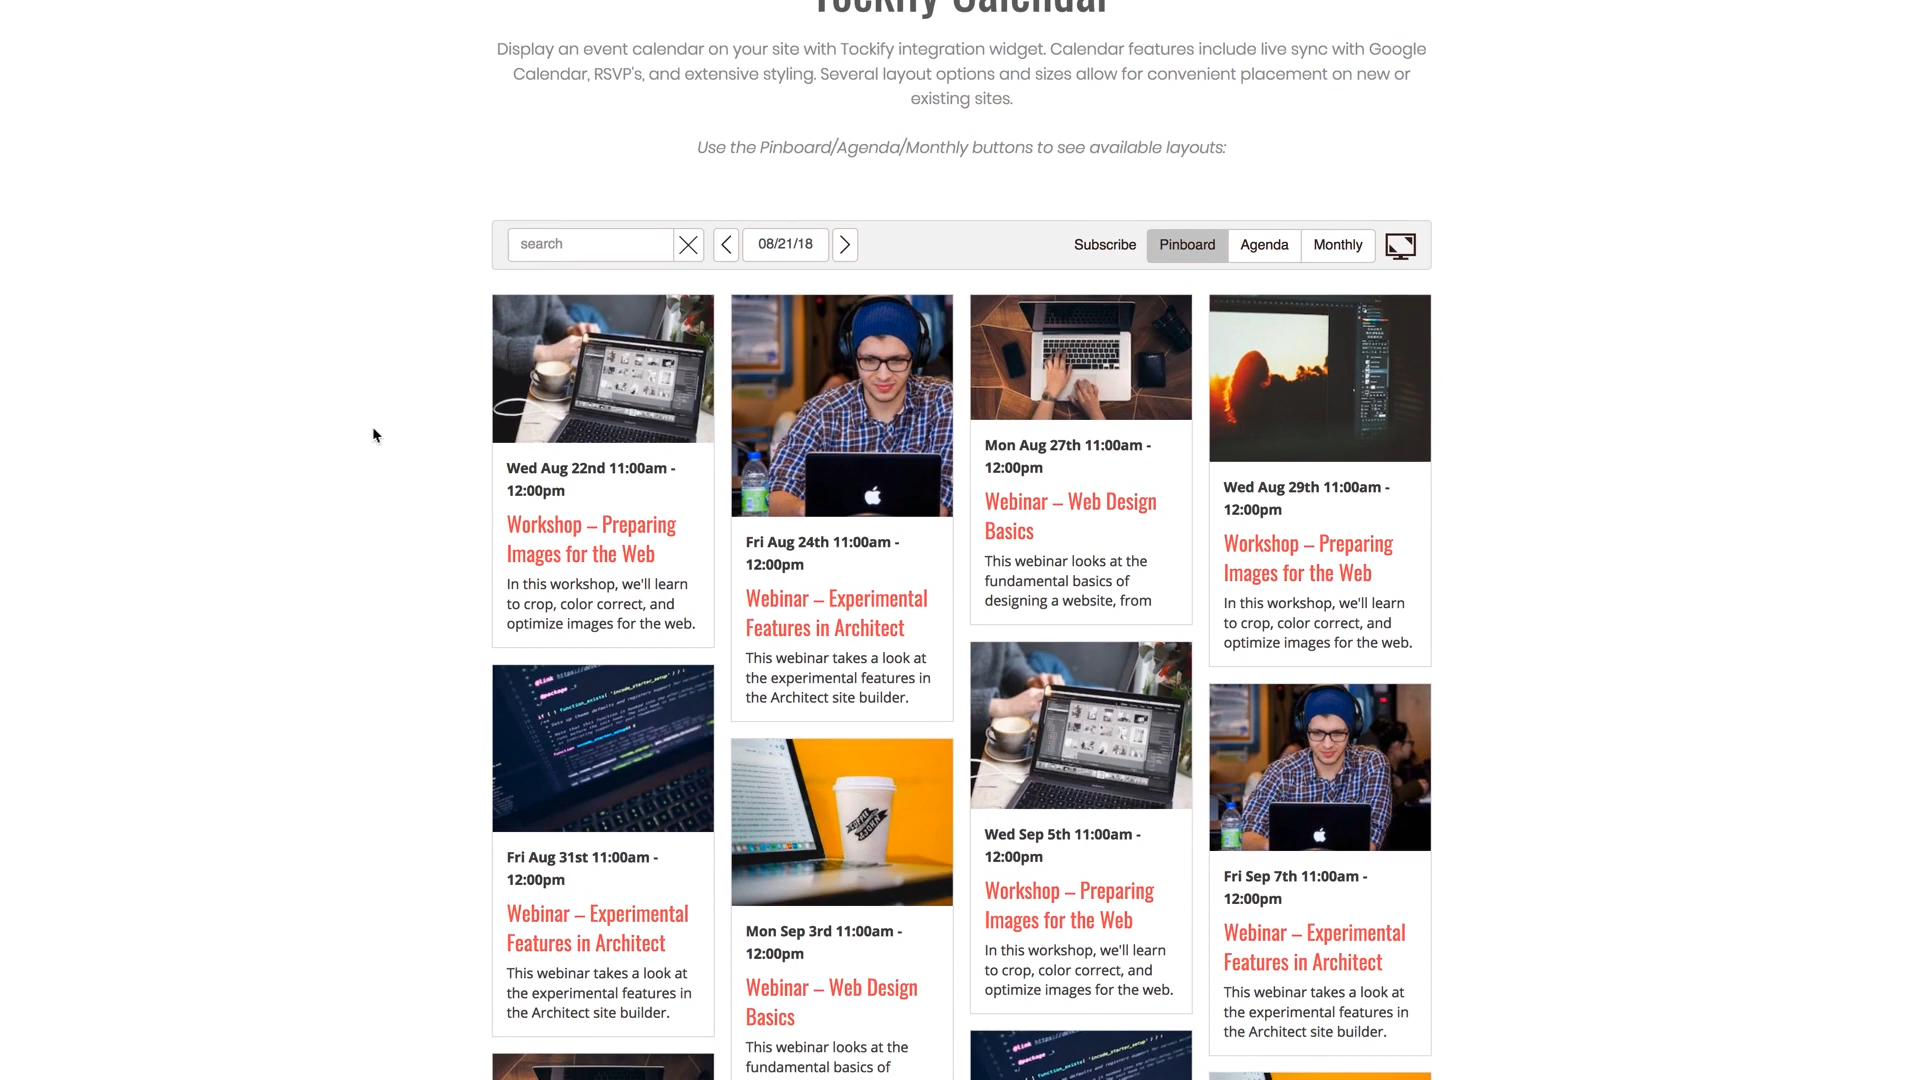 Tockify Calendar
Display an event calendar on your site with Tockify integration widget. Calendar features include live sync with Google
Calendar, RSVP's, and extensive styling. Several layout options and sizes allow for convenient placement on new or
existing sites.
Use the Pinboard/Agenda/Monthly buttons to see available layouts:
search
08/21/18
Subscribe
Pinboard
Agenda
Monthly
Wed Aug 22nd 11:00am -
12:00pm
Workshop – Preparing
Images for the Web
In this workshop, we'll learn
to crop, color correct, and
optimize images for the web.
Fri Aug 24th 11:00am -
12:00pm
Webinar – Experimental
Features in Architect
This webinar takes a look at
the experimental features in
the Architect site builder.
Mon Aug 27th 11:00am -
12:00pm
Webinar – Web Design
Basics
This webinar looks at the
fundamental basics of
designing a website, from
Wed Aug 29th 11:00am -
12:00pm
Workshop – Preparing
Images for the Web
In this workshop, we'll learn
to crop, color correct, and
optimize images for the web.
Fri Aug 31st 11:00am -
12:00pm
Webinar – Experimental
Features in Architect
This webinar takes a look at
the experimental features in
the Architect site builder.
Mon Sep 3rd 11:00am -
12:00pm
Webinar – Web Design
Basics
This webinar looks at the
fundamental basics of
Wed Sep 5th 11:00am -
12:00pm
Workshop – Preparing
Images for the Web
In this workshop, we'll learn
to crop, color correct, and
optimize images for the web.
Fri Sep 7th 11:00am -
12:00pm
Webinar – Experimental
Features in Architect
This webinar takes a look at
the experimental features in
the Architect site builder.